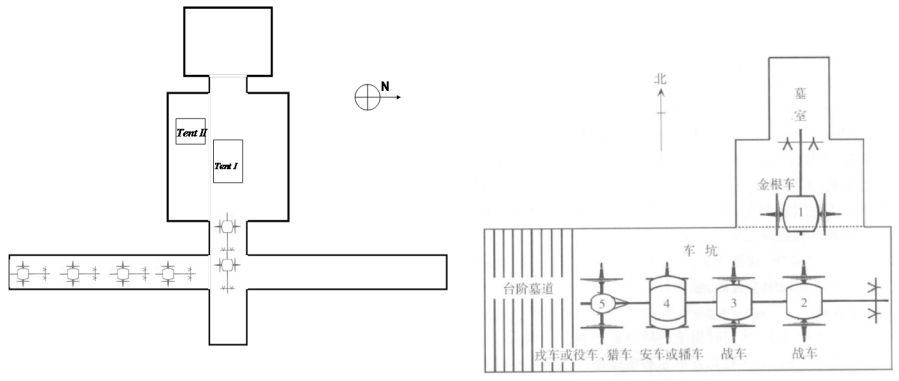 N
Tent II
Tent I
北
墓
室
金根车
1
车 坑
台阶墓道
5
4
3
2
戎车或役车、猎车
安车或辎车
战车
战车